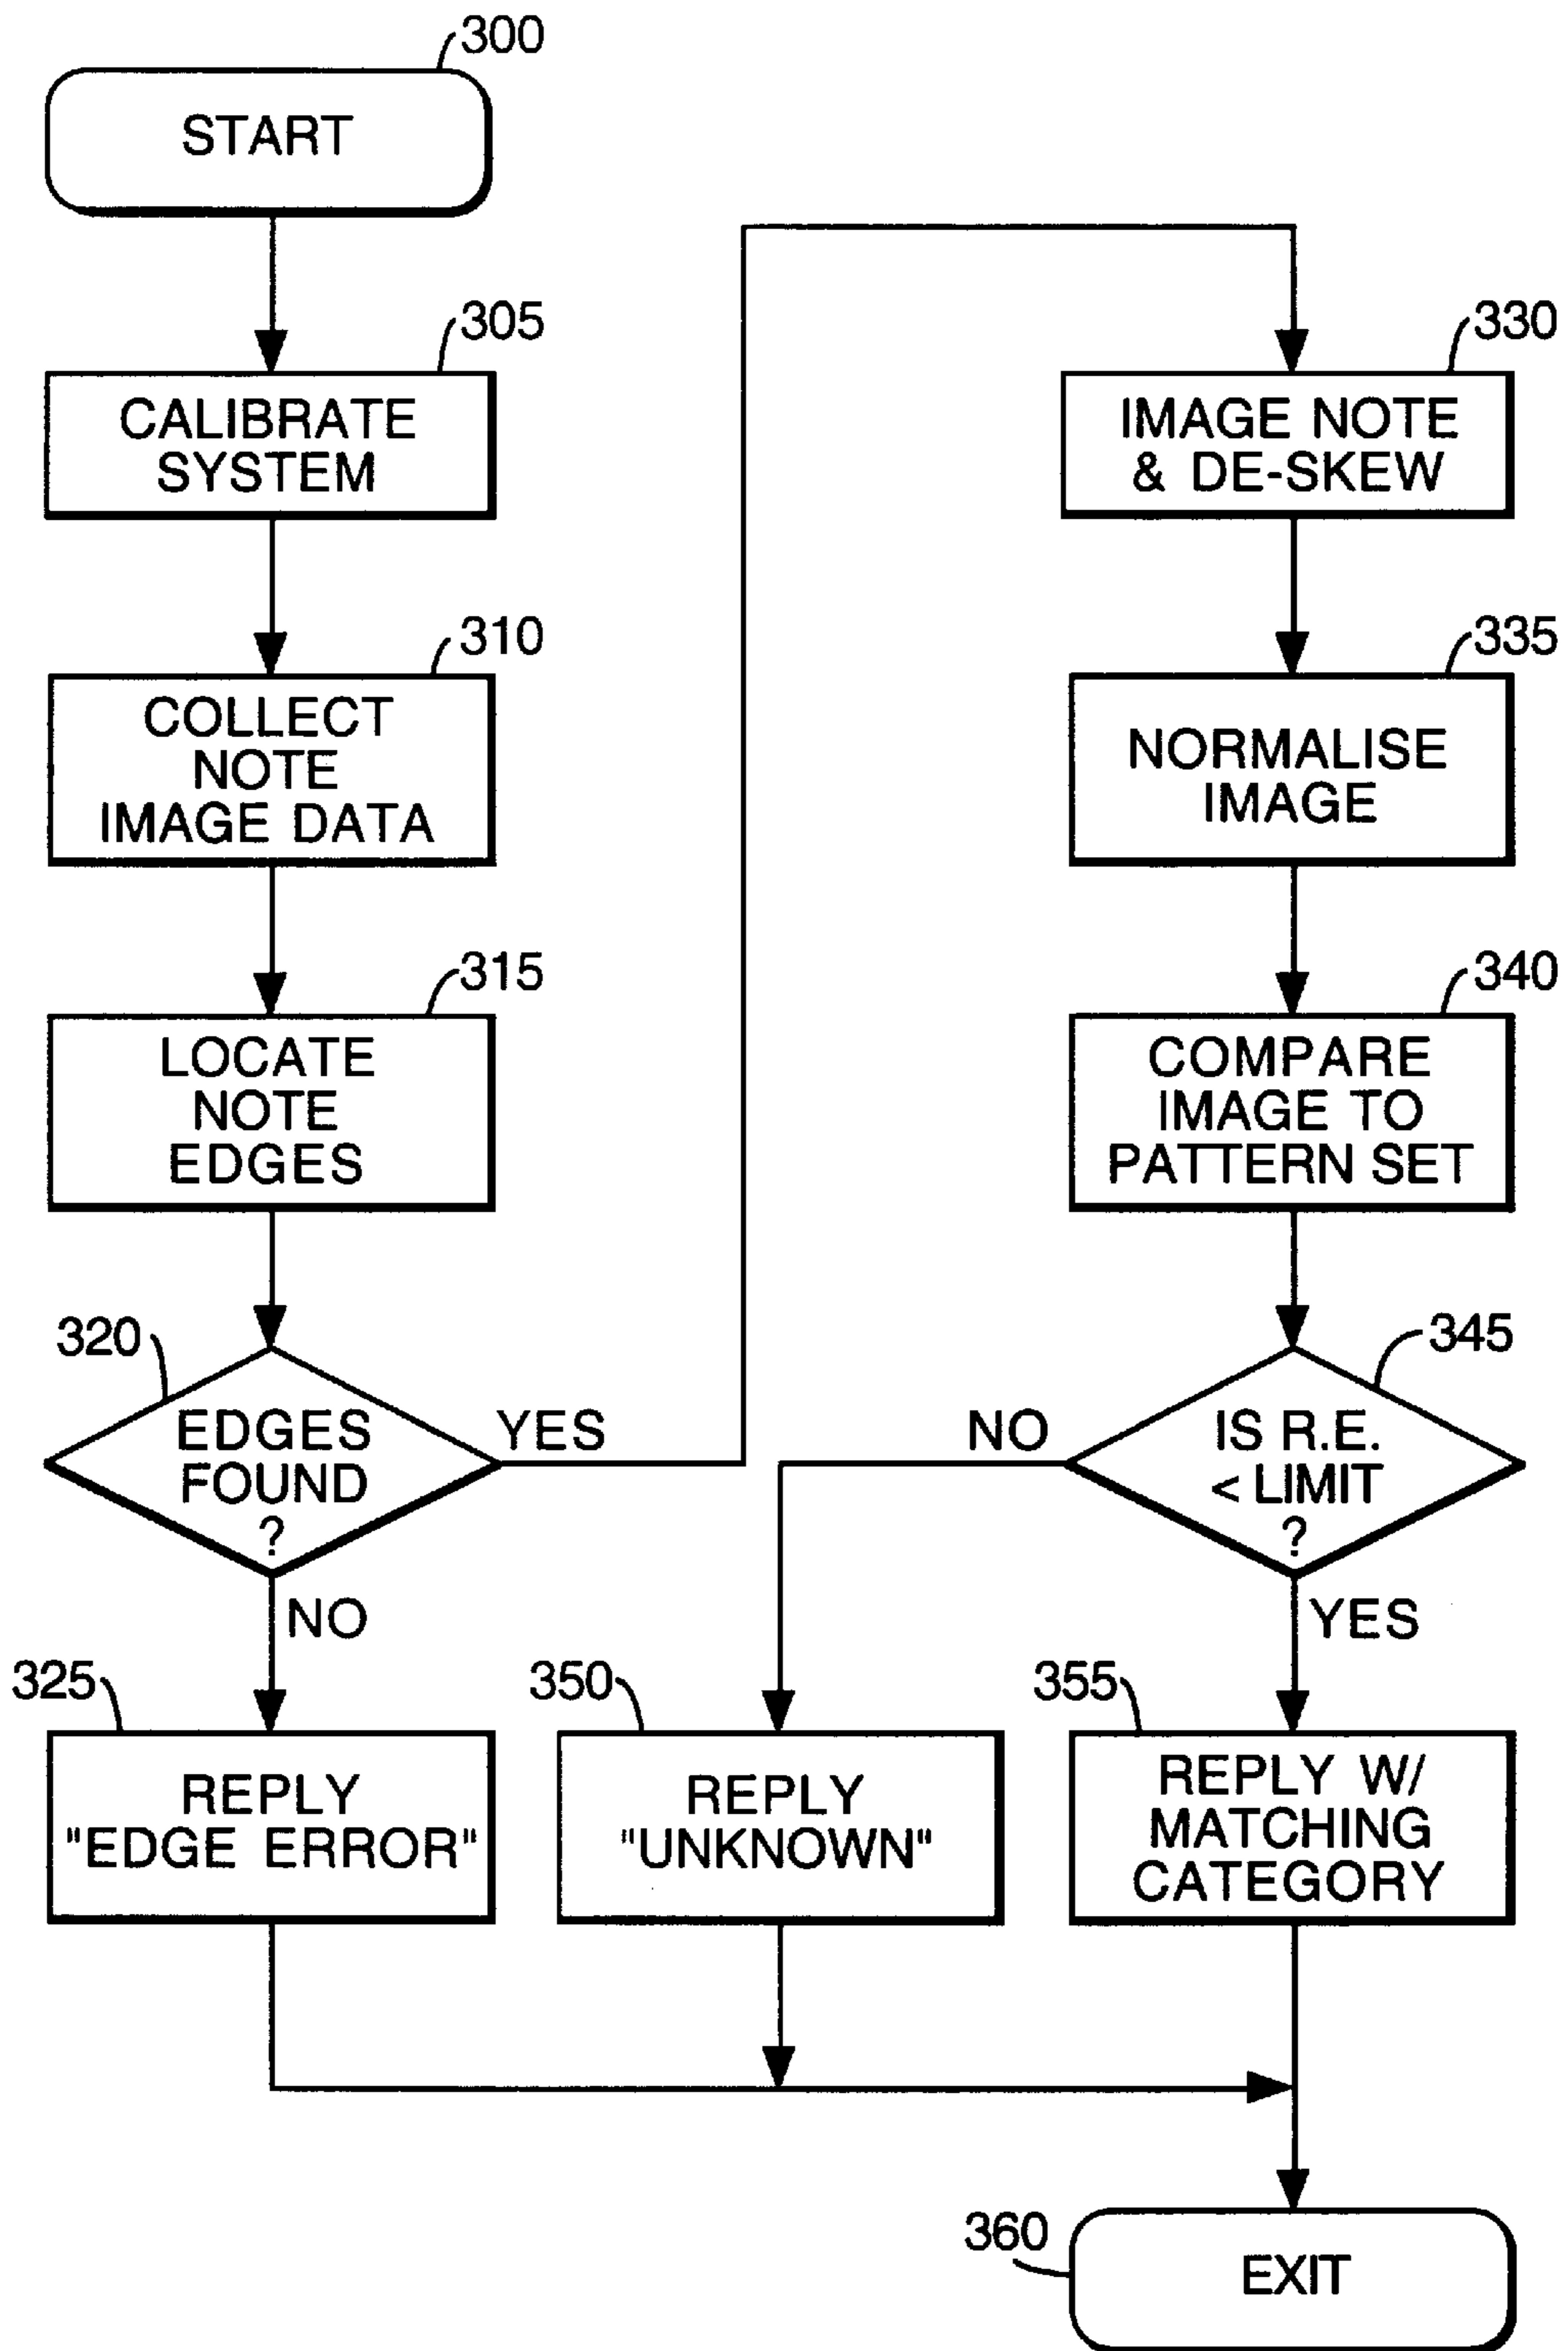 300
START
305
CALIBRATE
SYSTEM
310
COLLECT
NOTE
IMAGE DATA
315
LOCATE
NOTE
EDGES
320
EDGES
FOUND
?
YES
NO
325
REPLY
"EDGE ERROR"
330
IMAGE NOTE
& DE-SKEW
335
NORMALISE
IMAGE
340
COMPARE
IMAGE TO
PATTERN SET
345
IS R.E.
< LIMIT
?
NO
YES
350
REPLY
"UNKNOWN"
355
REPLY W/
MATCHING
CATEGORY
360
EXIT